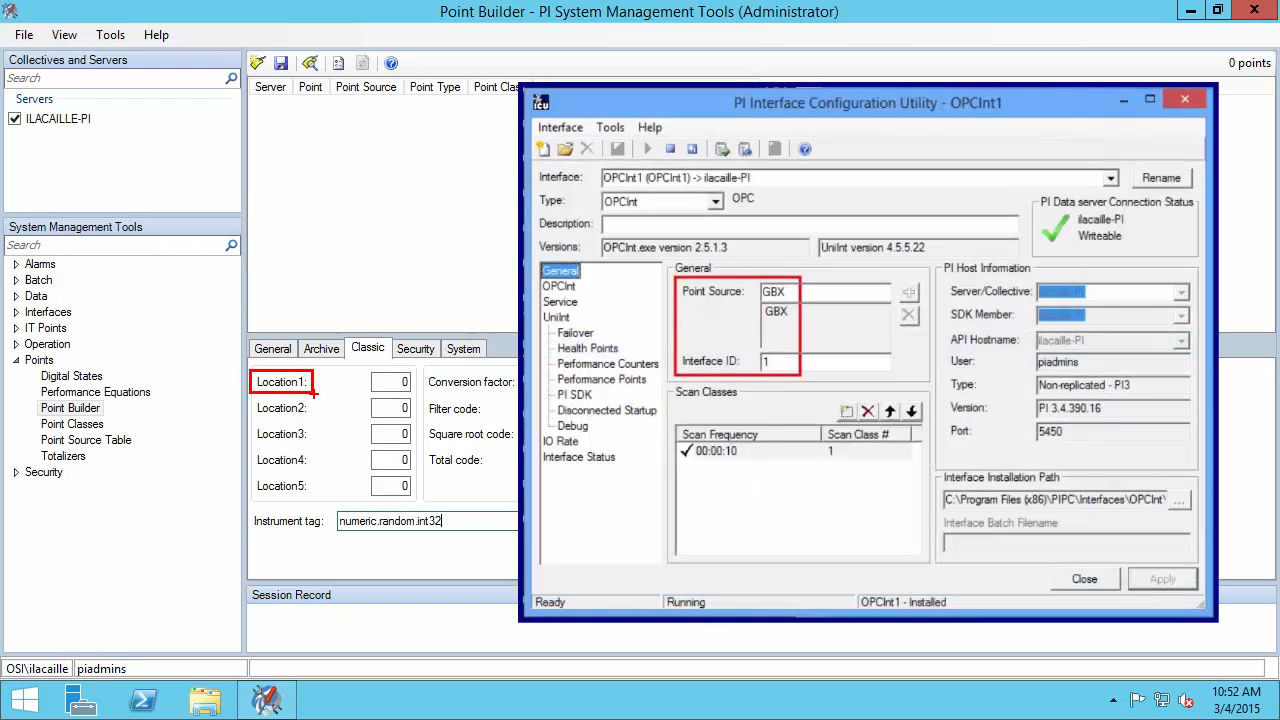 Point Builder - PI System Management Tools (Administrator)
File View Tools Help
Collectives and Servers
Search
Servers
ILACAILLE-PI
System Management Tools
Search
Alarms
Batch
Data
Interfaces
IT Points
Operation
Points
Digital States
Performance Equations
Point Builder
Point Classes
Point Source Table
Totalizers
Security
0 points
Server Point Point Source Point Type Point Clas
General Archive Classic Security System
Location1: 0 Conversion factor:
Location2: 0 Filter code:
Location3: 0 Square root code:
Location4: 0 Total code:
Location5: 0
Instrument tag: numeric.random.int32
Session Record
PI Interface Configuration Utility - OPCInt1
Interface Tools Help
Interface: OPCInt1 (OPCInt1) -> ilacaille-PI Rename
Type: OPCInt OPC
Description:
Versions: OPCInt.exe version 2.5.1.3 UniInt version 4.5.5.22
PI Data server Connection Status
ilacaille-PI
Writeable
General
OPCInt
Service
UniInt
Failover
Health Points
Performance Counters
Performance Points
PI SDK
Disconnected Startup
Debug
IO Rate
Interface Status
General
Point Source: GBX
GBX
Interface ID: 1
Scan Classes
Scan Frequency Scan Class #
00:00:10 1
PI Host Information
Server/Collective: ilacaille-PI
SDK Member: ilacaille-PI
API Hostname: ilacaille-PI
User: piadmins
Type: Non-replicated - PI3
Version: PI 3.4.390.16
Port: 5450
Interface Installation Path
C:\Program Files (x86)\PIPC\Interfaces\OPCInt\ ...
Interface Batch Filename
Close Apply
Ready Running OPCInt1 - Installed
OSI\ilacaille piadmins
10:52 AM
3/4/2015